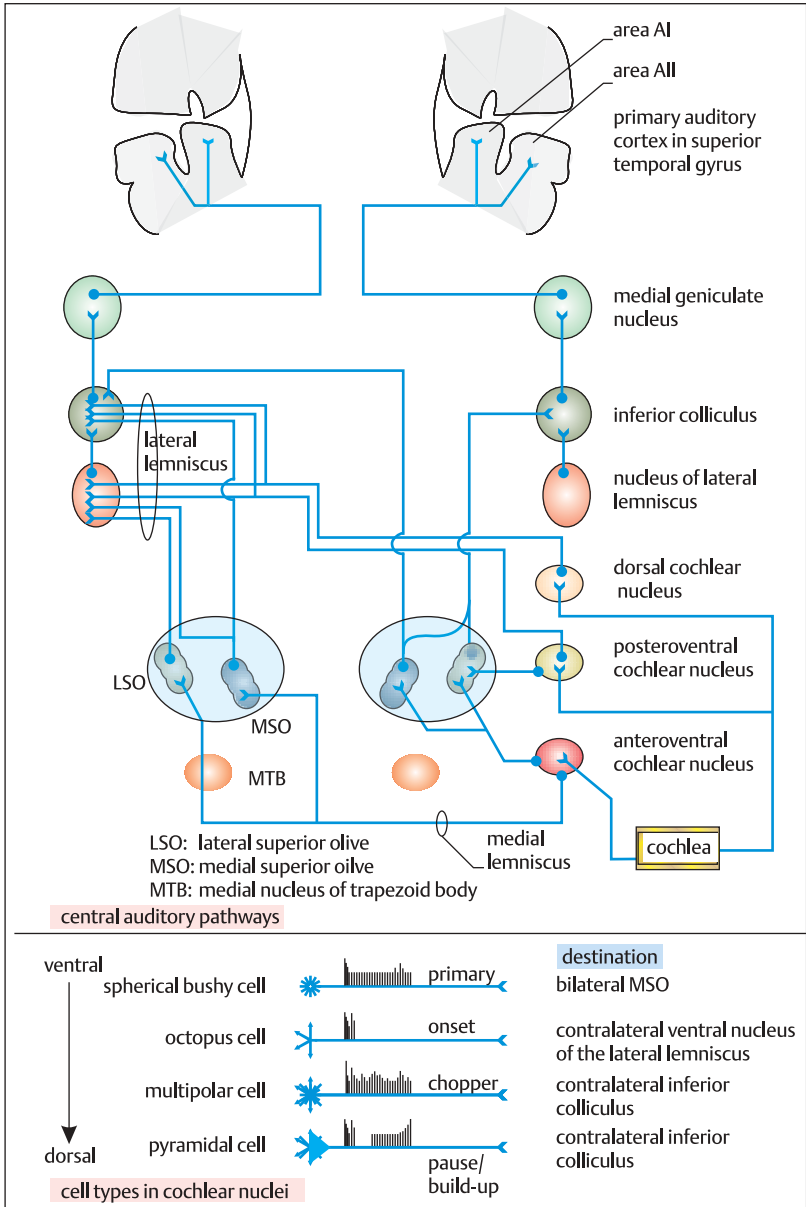 area AI
area AII
primary auditory
cortex in superior
temporal gyrus
medial geniculate
nucleus
inferior colliculus
lateral
lemniscus
nucleus of lateral
lemniscus
dorsal cochlear
nucleus
posteroventral
cochlear nucleus
LSO
MSO
anteroventral
cochlear nucleus
MTB
LSO: lateral superior olive
MSO: medial superior oilve
MTB: medial nucleus of trapezoid body
medial
lemniscus
cochlea
central auditory pathways
destination
ventral
spherical bushy cell
primary
bilateral MSO
octopus cell
onset
contralateral ventral nucleus
of the lateral lemniscus
multipolar cell
chopper
contralateral inferior
colliculus
pyramidal cell
pause/
build-up
contralateral inferior
colliculus
dorsal
cell types in cochlear nuclei